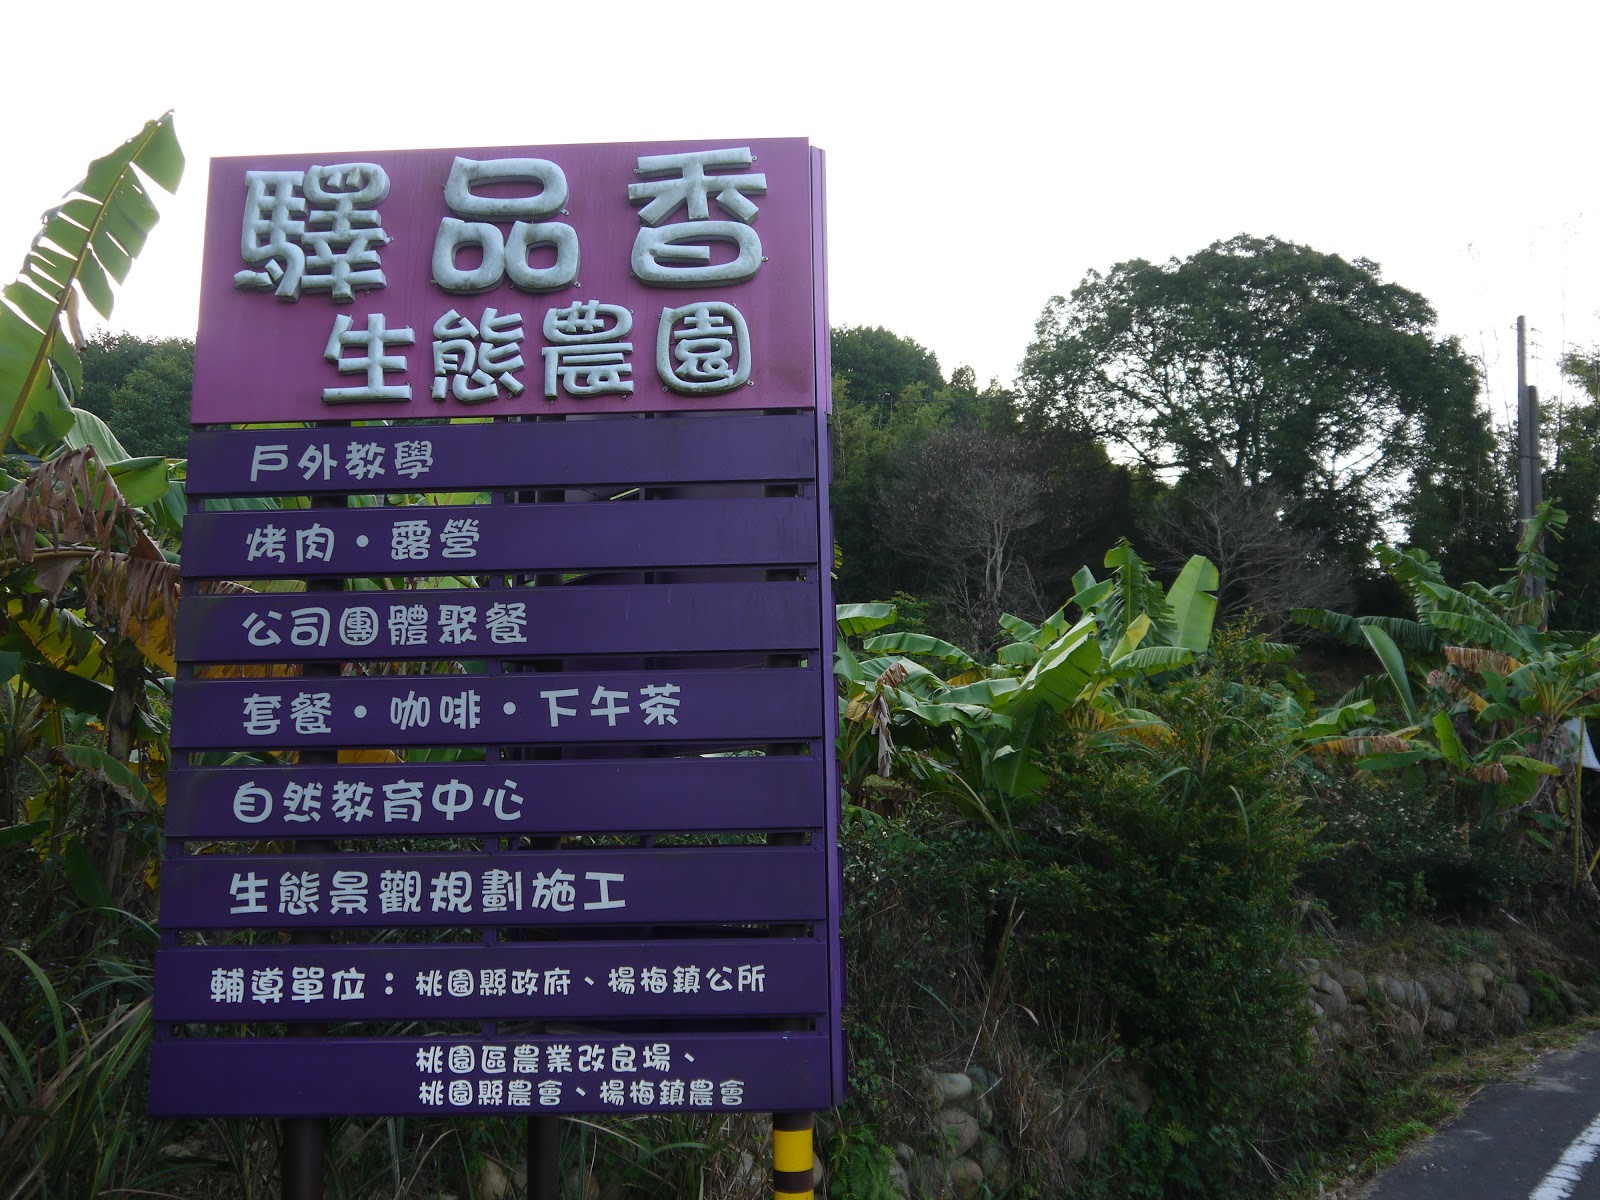 驛品香
生態農園
戶外教學
烤肉・露營
公司團體聚餐
套餐・咖啡・下午茶
自然教育中心
生態景觀規劃施工
輔導單位：桃園縣政府、楊梅鎮公所
桃園區農業改良場、
桃園縣農會、楊梅鎮農會